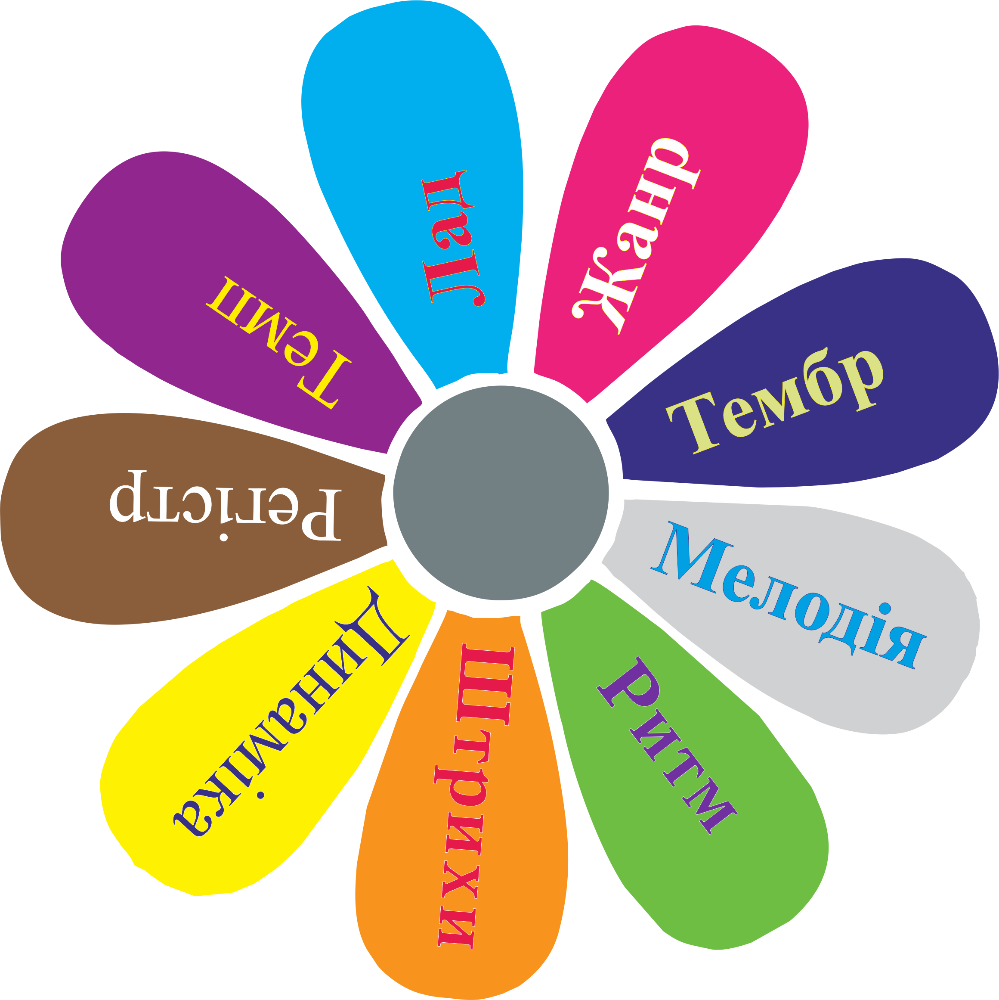 Лад
Жанр
Тембр
Мелодія
Ритм
Штрихи
Динаміка
Регістр
Темп